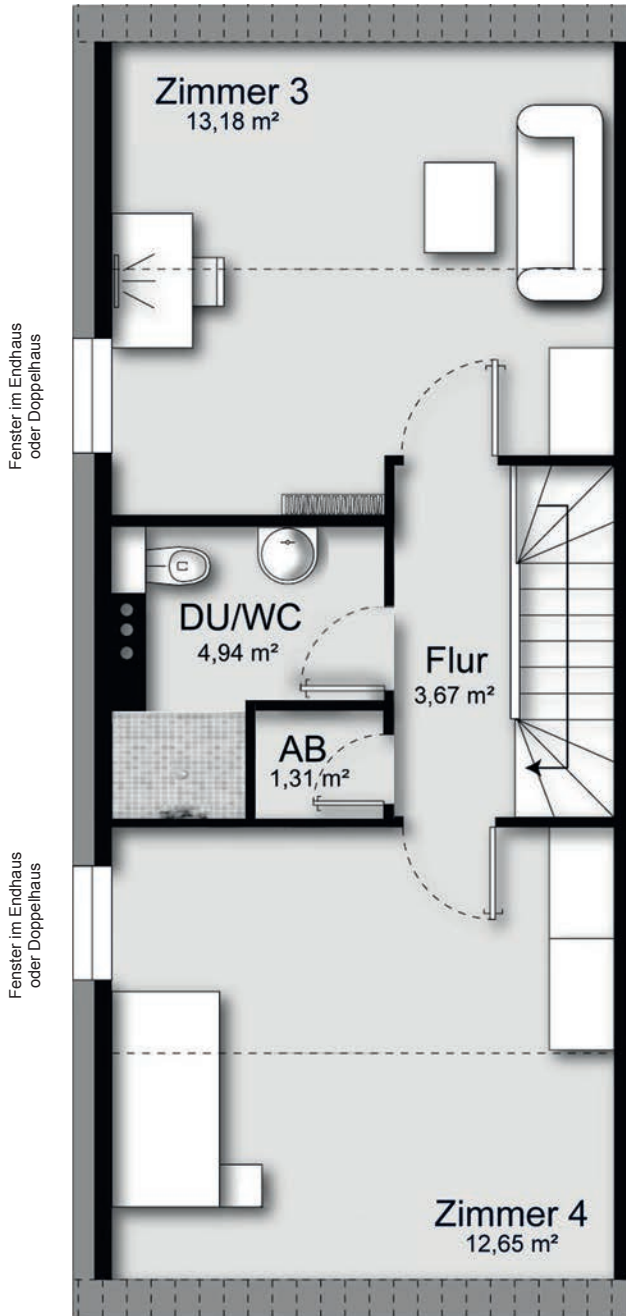 Zimmer 3
13,18 m²
Fenster im Endhaus
oder Doppelhaus
DU/WC
4,94 m²
Flur
3,67 m²
AB
1,31 m²
Fenster im Endhaus
oder Doppelhaus
Zimmer 4
12,65 m²